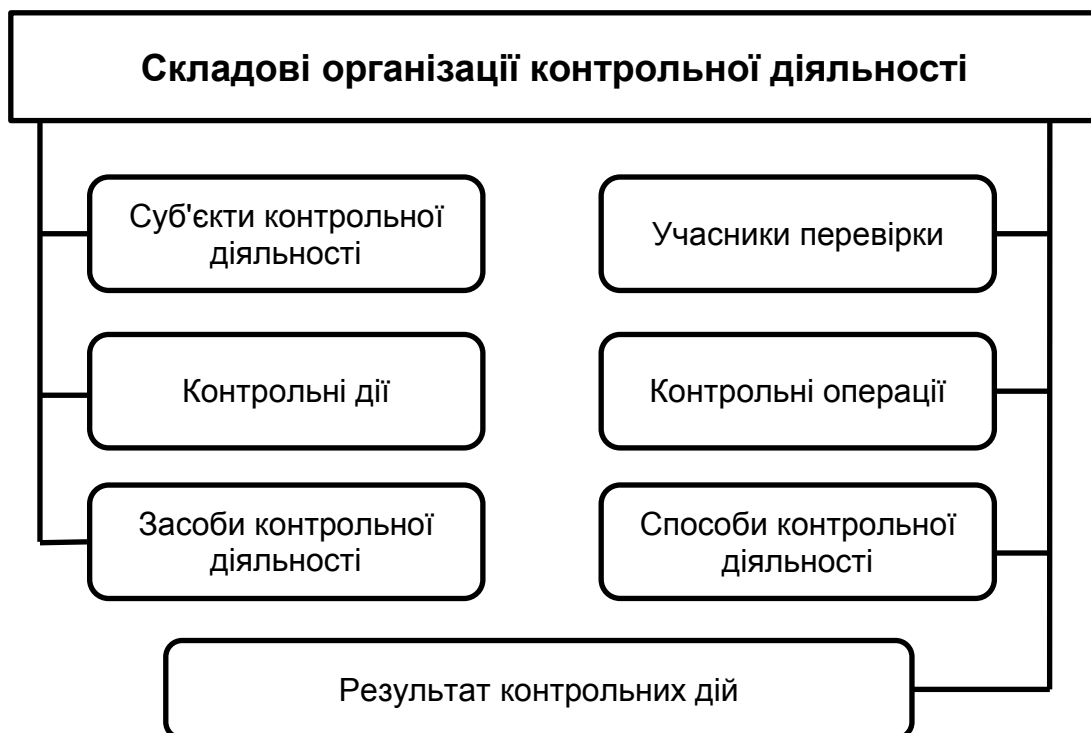 Складові організації контрольної діяльності
Суб'єкти контрольної
діяльності
Учасники перевірки
Контрольні дії
Контрольні операції
Засоби контрольної
діяльності
Способи контрольної
діяльності
Результат контрольних дій